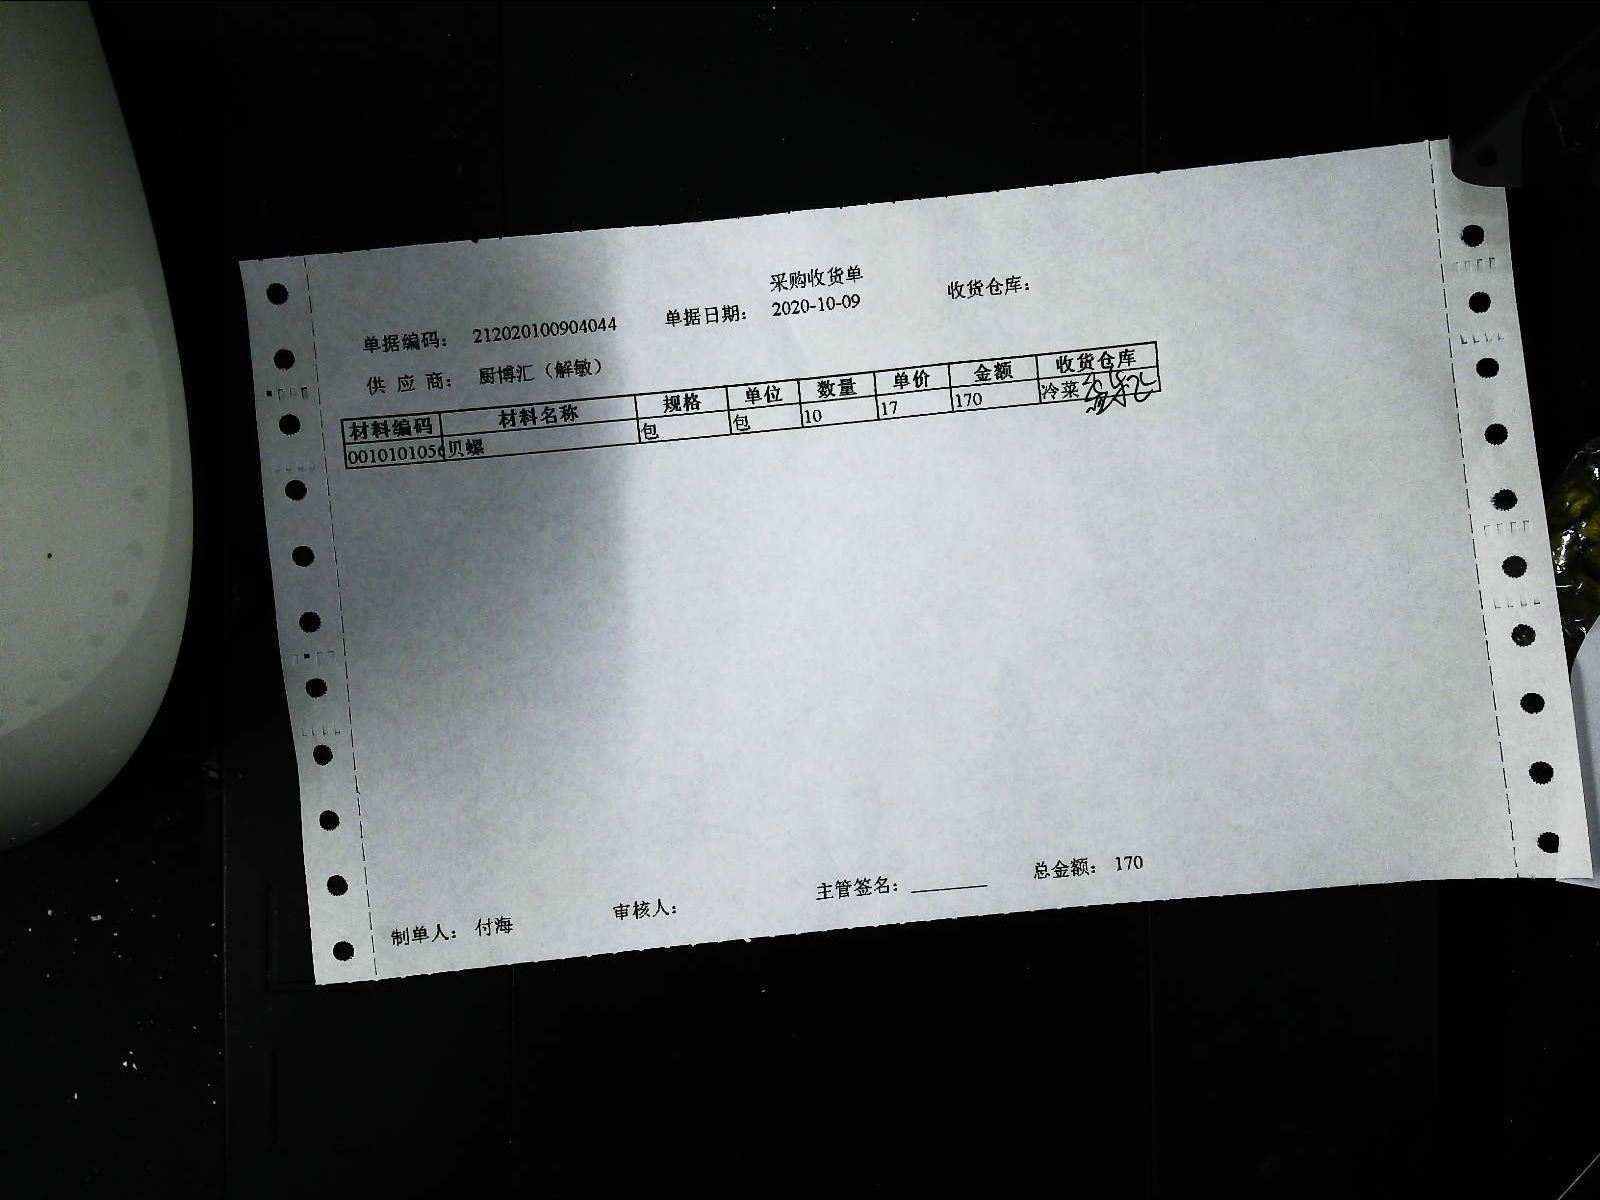 采购收货单
单据编码： 212020100904044 单据日期： 2020-10-09 收货仓库：
供 应 商： 厨博汇（解敏）
材料编码 材料名称 规格 单位 数量 单价 金额 收货仓库
001010105 贝螺 包 包 10 17 170 冷菜
制单人： 付海 审核人： 主管签名： 总金额： 170